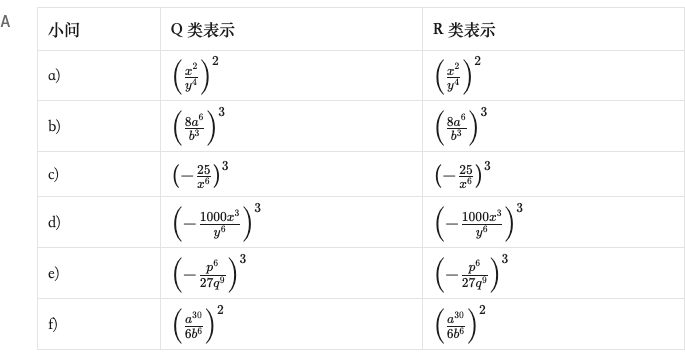 A
小问 Q 类表示 R 类表示
a) (x²/y⁴)² (x²/y⁴)²
b) (8a⁶/b³)³ (8a⁶/b³)³
c) (−25/x⁶)³ (−25/x⁶)³
d) (−1000x³/y⁶)³ (−1000x³/y⁶)³
e) (−p⁶/27q⁹)³ (−p⁶/27q⁹)³
f) (a³⁰/6b⁶)² (a³⁰/6b⁶)²